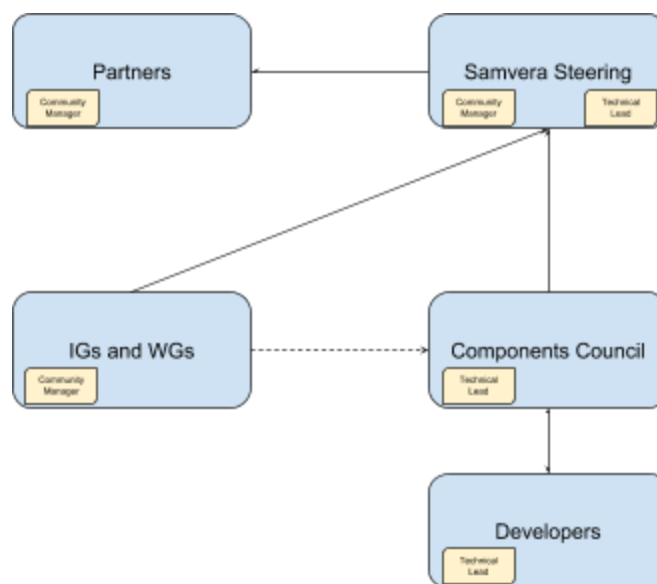 Partners
Community
Manager
Samvera Steering
Community
Manager
Technical
Lead
IGs and WGs
Community
Manager
Components Council
Technical
Lead
Developers
Technical
Lead